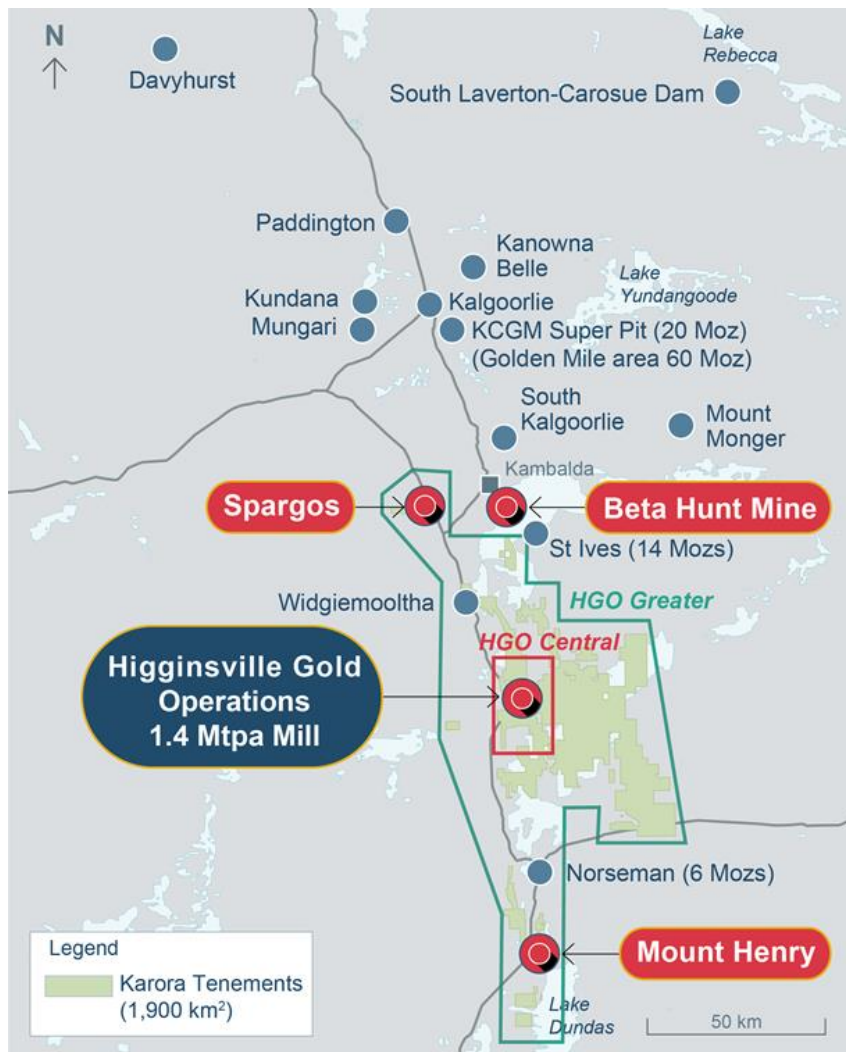 N
Davyhurst
Lake
Rebecca
South Laverton-Carosue Dam
Paddington
Kanowna
Belle
Lake
Yundangoode
Kundana
Kalgoorlie
Mungari
KCGM Super Pit (20 Moz)
(Golden Mile area 60 Moz)
South
Kalgoorlie
Mount
Monger
Kambalda
Spargos
Beta Hunt Mine
St Ives (14 Mozs)
Widgiemooltha
HGO Greater
HGO Central
Higginsville Gold
Operations
1.4 Mtpa Mill
Norseman (6 Mozs)
Mount Henry
Legend
Karora Tenements
(1,900 km²)
Lake
Dundas
50 km